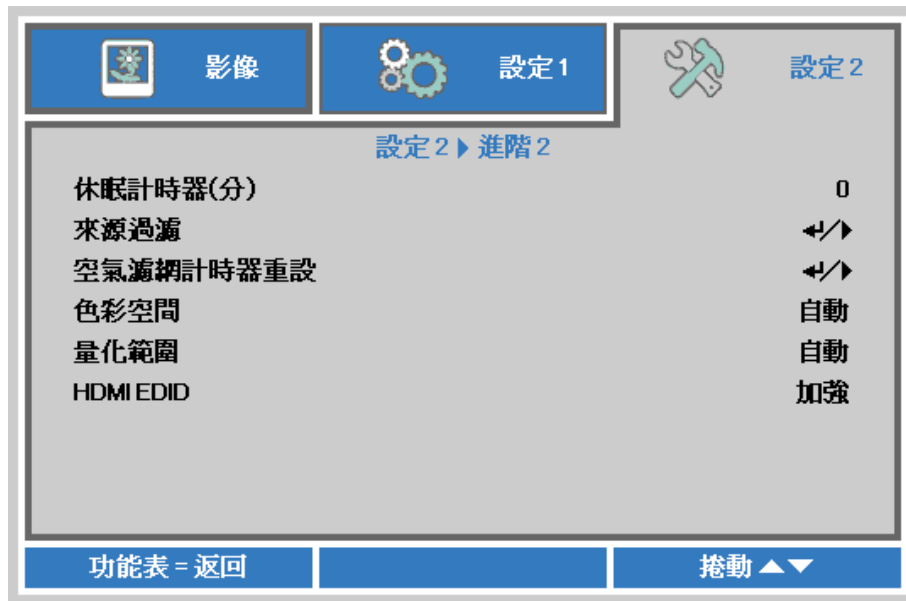 影像
設定1
設定2
設定2▶進階2
休眠計時器(分) 0
來源過濾 ↵/▶
空氣濾網計時器重設 ↵/▶
色彩空間 自動
量化範圍 自動
HDMI EDID 加強
功能表 = 返回
捲動▲▼